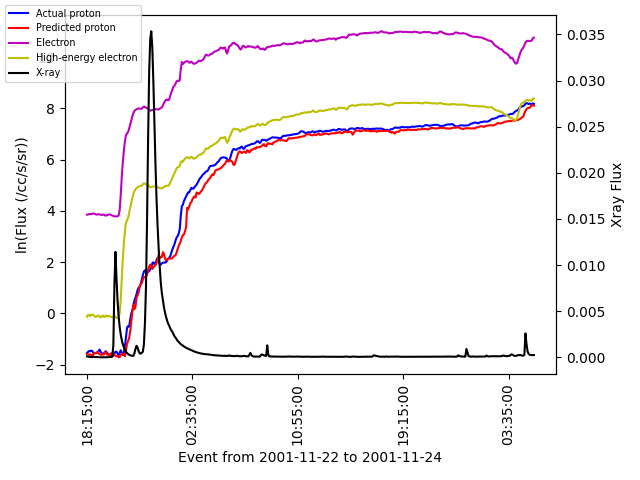 Actual proton
Predicted proton
Electron
High-energy electron
X-ray
8
6
4
2
0
−2
ln(Flux (/cc/s/sr))
0.035
0.030
0.025
0.020
0.015
0.010
0.005
0.000
Xray Flux
18:15:00
02:35:00
10:55:00
19:15:00
03:35:00
Event from 2001-11-22 to 2001-11-24